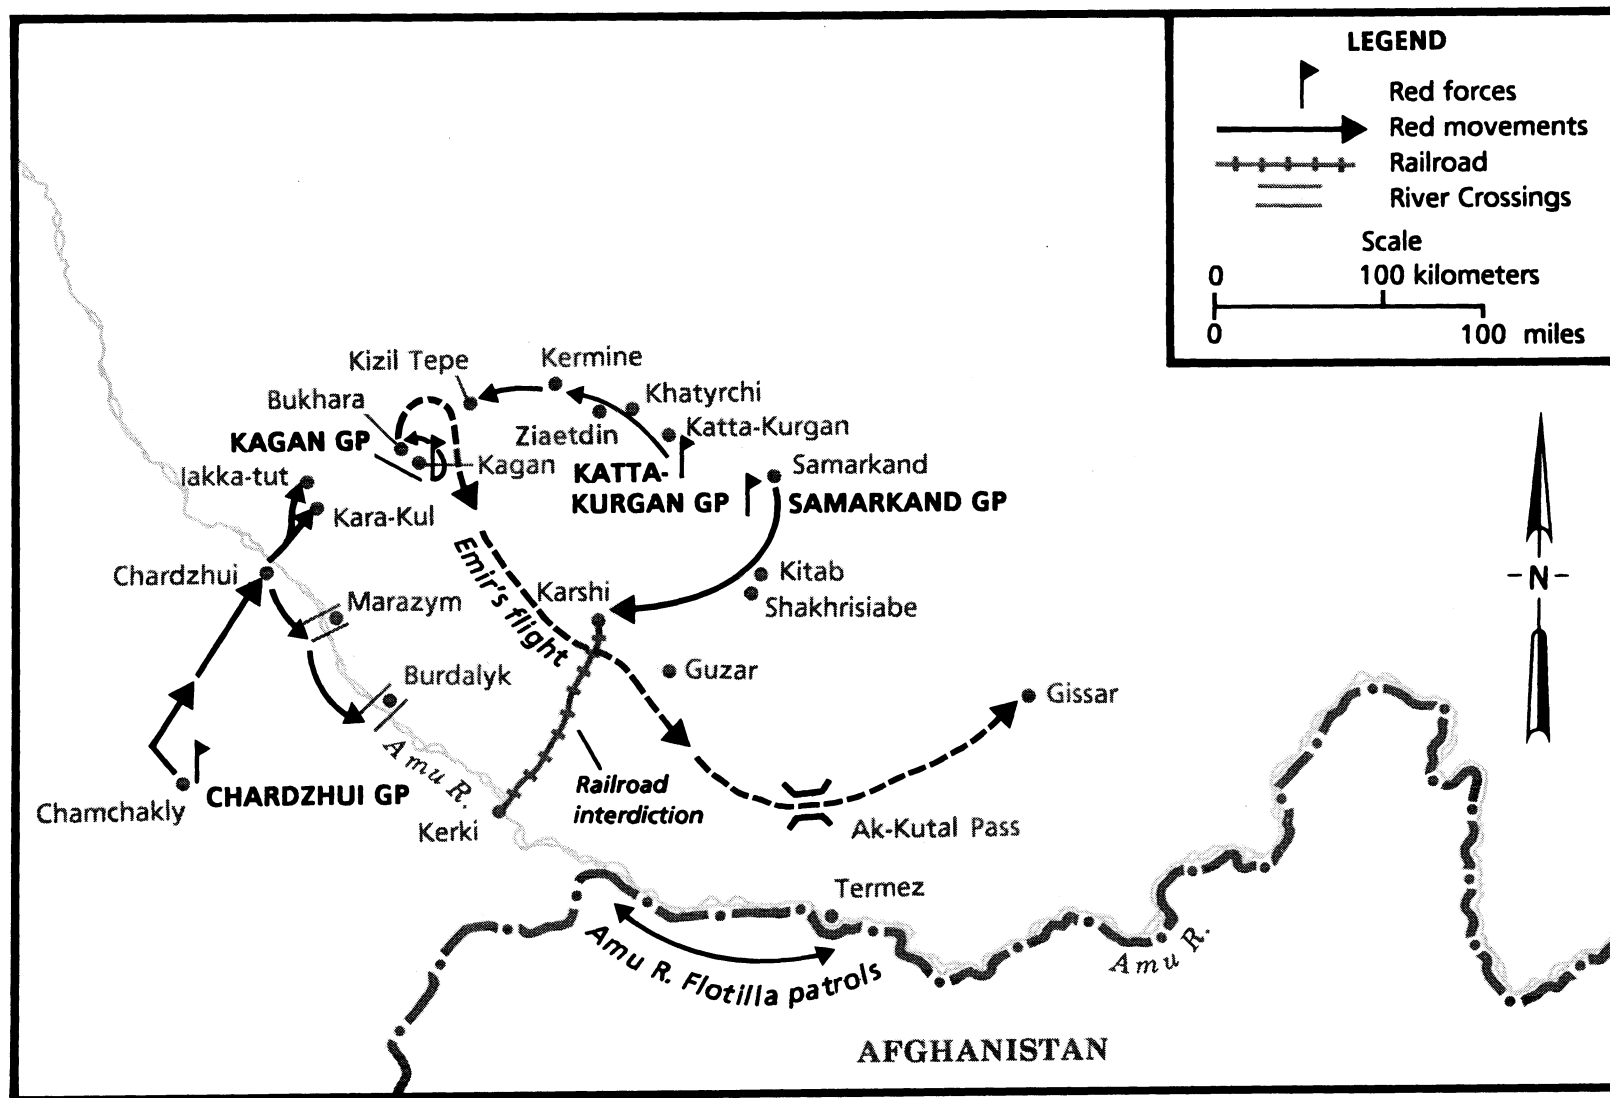 LEGEND
Red forces
Red movements
Railroad
River Crossings
Scale
0 100 kilometers
0 100 miles
Kizil Tepe
Kermine
Bukhara
Khatyrchi
KAGAN GP
Ziaetdin
Katta-Kurgan
Kagan
KATTA-
KURGAN GP
Samarkand
SAMARKAND GP
Iakka-tut
Kara-Kul
Chardzhui
Emir's flight
Karshi
Kitab
Shakhrisiabe
Marazym
Burdalyk
Guzar
Gissar
N
Amu R.
Chamchakly
CHARDZHUI GP
Railroad
interdiction
Kerki
Ak-Kutal Pass
Termez
Amu R. Flotilla patrols
Amu R.
AFGHANISTAN